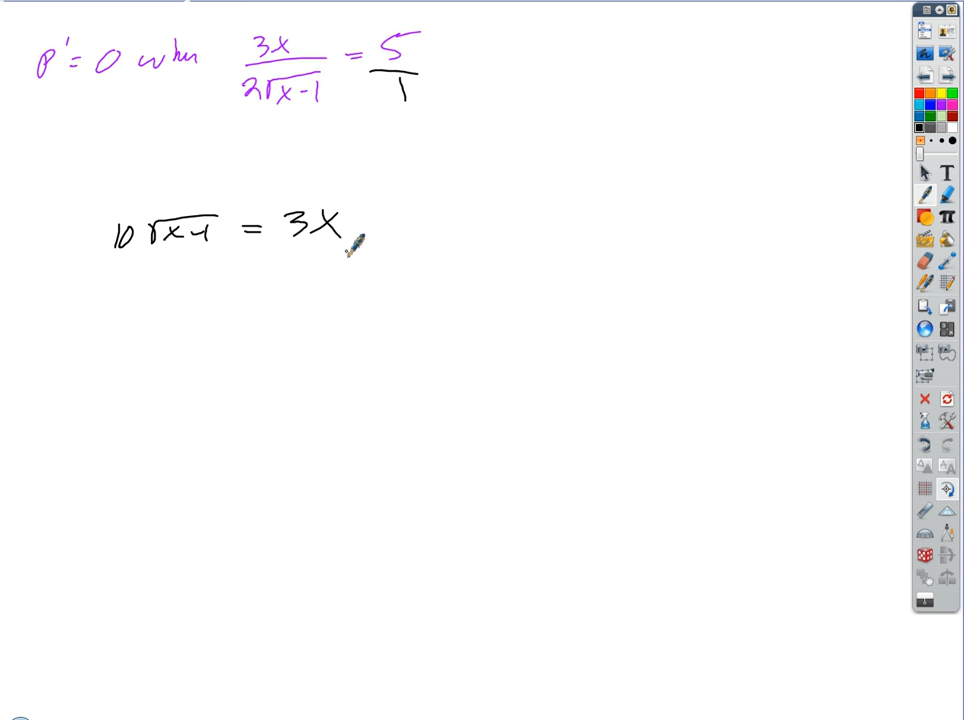 P' = 0 when 3x / 2√x-1 = 5 / 1
10 √x-1 = 3x
T